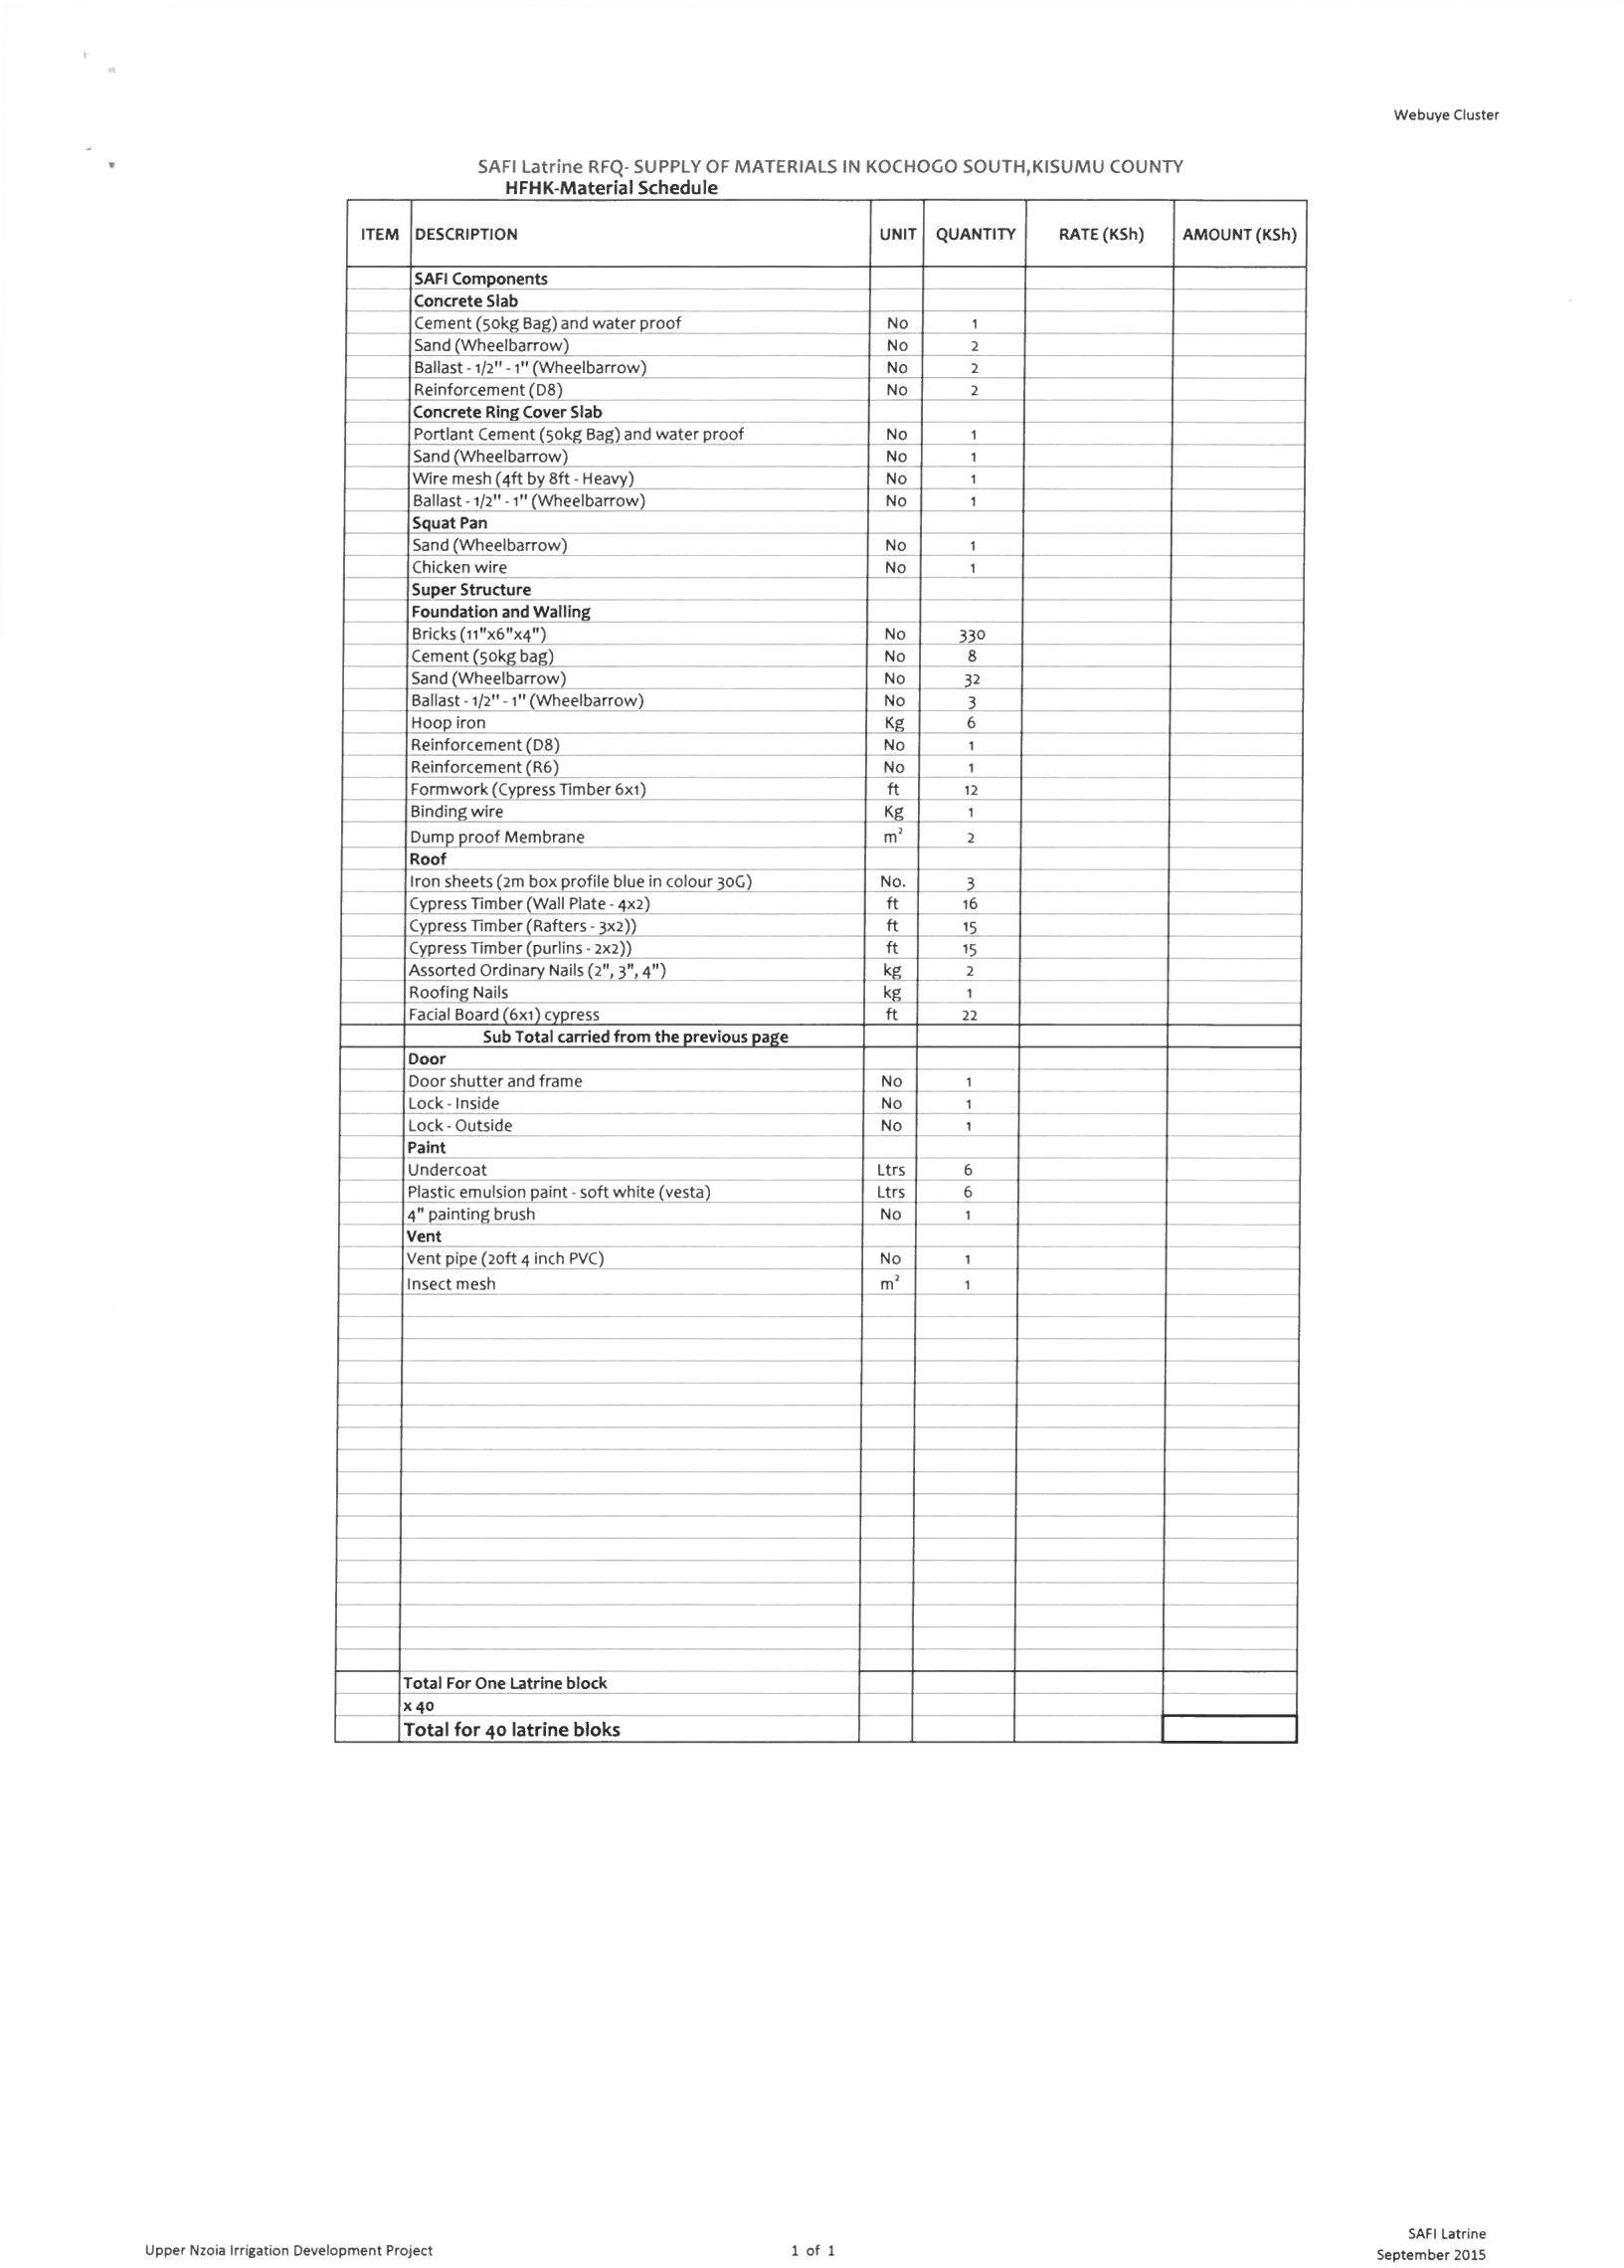 Webuye Cluster
SAFI Latrine RFQ- SUPPLY OF MATERIALS IN KOCHOGO SOUTH,KISUMU COUNTY
HFHK-Material Schedule
ITEM DESCRIPTION UNIT QUANTITY RATE (KSh) AMOUNT (KSh)
SAFI Components
Concrete Slab
Cement (50kg Bag) and water proof No 1
Sand (Wheelbarrow) No 2
Ballast - 1/2" - 1" (Wheelbarrow) No 2
Reinforcement (D8) No 2
Concrete Ring Cover Slab
Portlant Cement (50kg Bag) and water proof No 1
Sand (Wheelbarrow) No 1
Wire mesh (4ft by 8ft - Heavy) No 1
Ballast - 1/2" - 1" (Wheelbarrow) No 1
Squat Pan
Sand (Wheelbarrow) No 1
Chicken wire No 1
Super Structure
Foundation and Walling
Bricks (11"x6"x4") No 330
Cement (50kg bag) No 8
Sand (Wheelbarrow) No 32
Ballast - 1/2" - 1" (Wheelbarrow) No 3
Hoop iron Kg 6
Reinforcement (D8) No 1
Reinforcement (R6) No 1
Formwork (Cypress Timber 6x1) ft 12
Binding wire Kg 1
Dump proof Membrane m² 2
Roof
Iron sheets (2m box profile blue in colour 30G) No. 3
Cypress Timber (Wall Plate - 4x2) ft 16
Cypress Timber (Rafters - 3x2)) ft 15
Cypress Timber (purlins - 2x2)) ft 15
Assorted Ordinary Nails (2", 3", 4") kg 2
Roofing Nails kg 1
Facial Board (6x1) cypress ft 22
Sub Total carried from the previous page
Door
Door shutter and frame No 1
Lock - Inside No 1
Lock - Outside No 1
Paint
Undercoat Ltrs 6
Plastic emulsion paint - soft white (vesta) Ltrs 6
4" painting brush No 1
Vent
Vent pipe (20ft 4 inch PVC) No 1
Insect mesh m² 1
Total For One Latrine block
x 40
Total for 40 latrine bloks
SAFI Latrine
Upper Nzoia Irrigation Development Project 1 of 1 September 2015